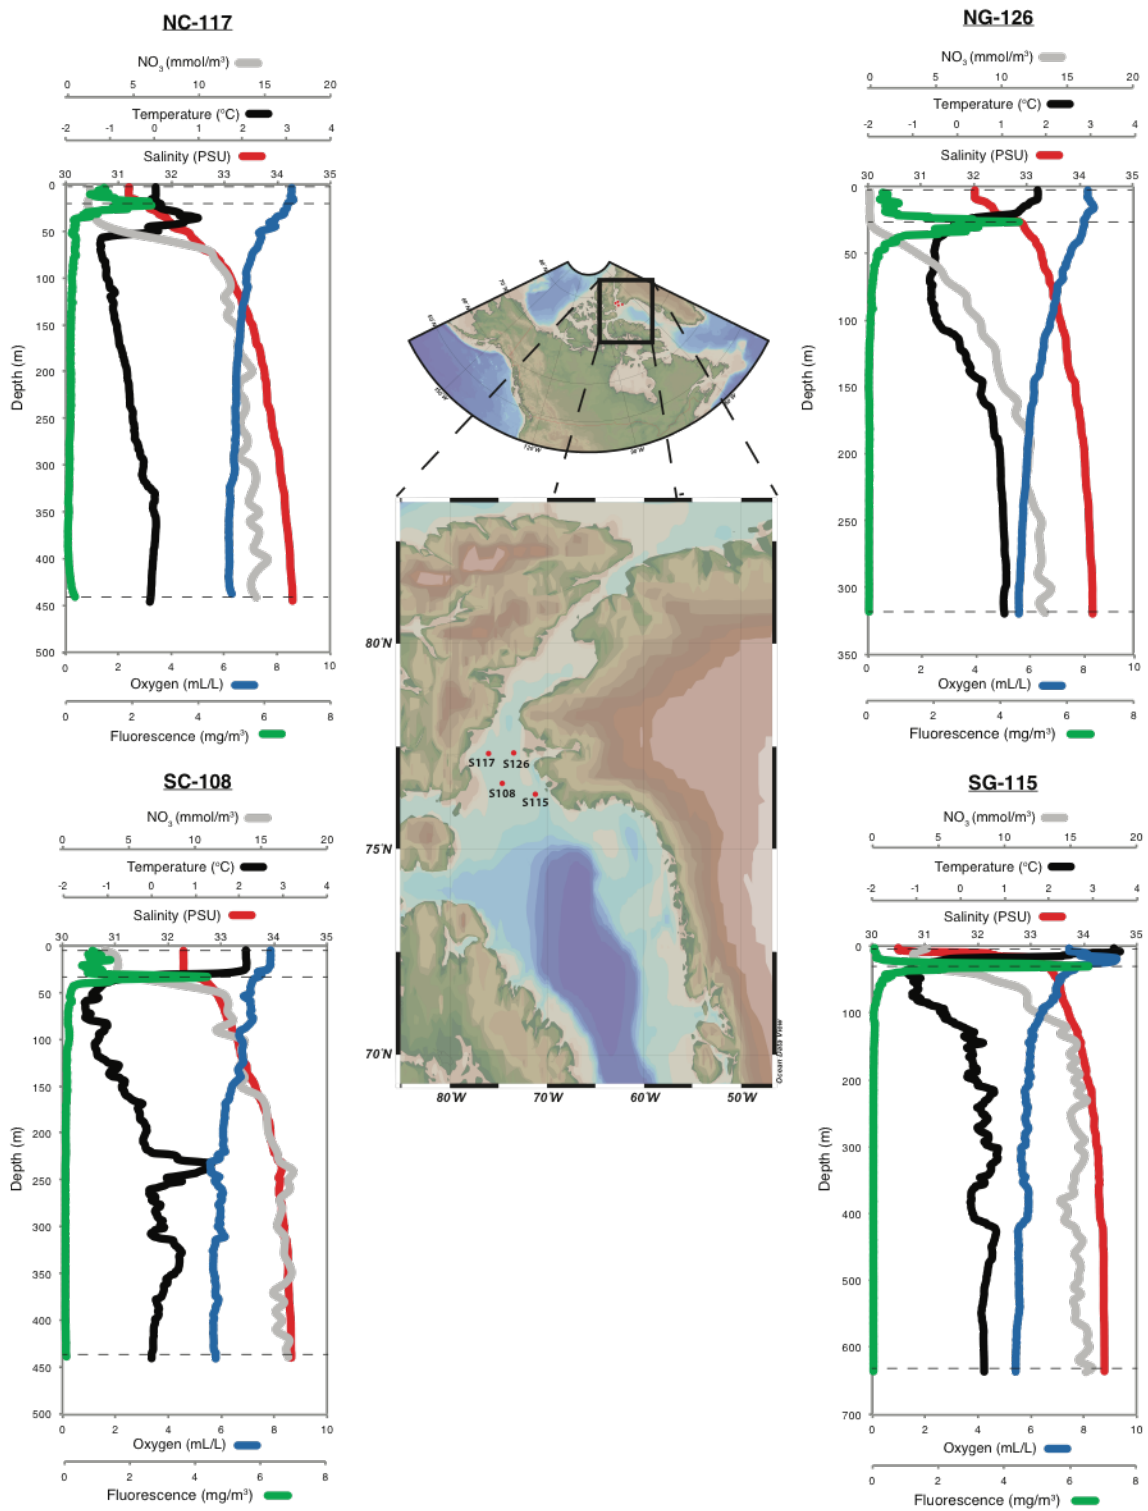 NC-117
NO3 (mmol/m³)
0 5 10 15 20
Temperature (°C)
-2 -1 0 1 2 3 4
Salinity (PSU)
30 31 32 33 34 35
0
50
100
150
200
250
300
350
400
450
500
Depth (m)
0 2 4 6 8 10
Oxygen (mL/L)
0 2 4 6 8
Fluorescence (mg/m³)
NG-126
NO3 (mmol/m³)
0 5 10 15 20
Temperature (°C)
-2 -1 0 1 2 3 4
Salinity (PSU)
30 31 32 33 34 35
0
50
100
150
200
250
300
350
Depth (m)
0 2 4 6 8 10
Oxygen (mL/L)
0 2 4 6 8
Fluorescence (mg/m³)
80°N
75°N
70°N
S117 S126
S108
S115
80°W 70°W 60°W 50°W
Ocean Data View
SC-108
NO3 (mmol/m³)
0 5 10 15 20
Temperature (°C)
-2 -1 0 1 2 3 4
Salinity (PSU)
30 31 32 33 34 35
0
50
100
150
200
250
300
350
400
450
500
Depth (m)
0 2 4 6 8 10
Oxygen (mL/L)
0 2 4 6 8
Fluorescence (mg/m³)
SG-115
NO3 (mmol/m³)
0 5 10 15 20
Temperature (°C)
-2 -1 0 1 2 3 4
Salinity (PSU)
30 31 32 33 34 35
0
100
200
300
400
500
600
700
Depth (m)
0 2 4 6 8 10
Oxygen (mL/L)
0 2 4 6 8
Fluorescence (mg/m³)